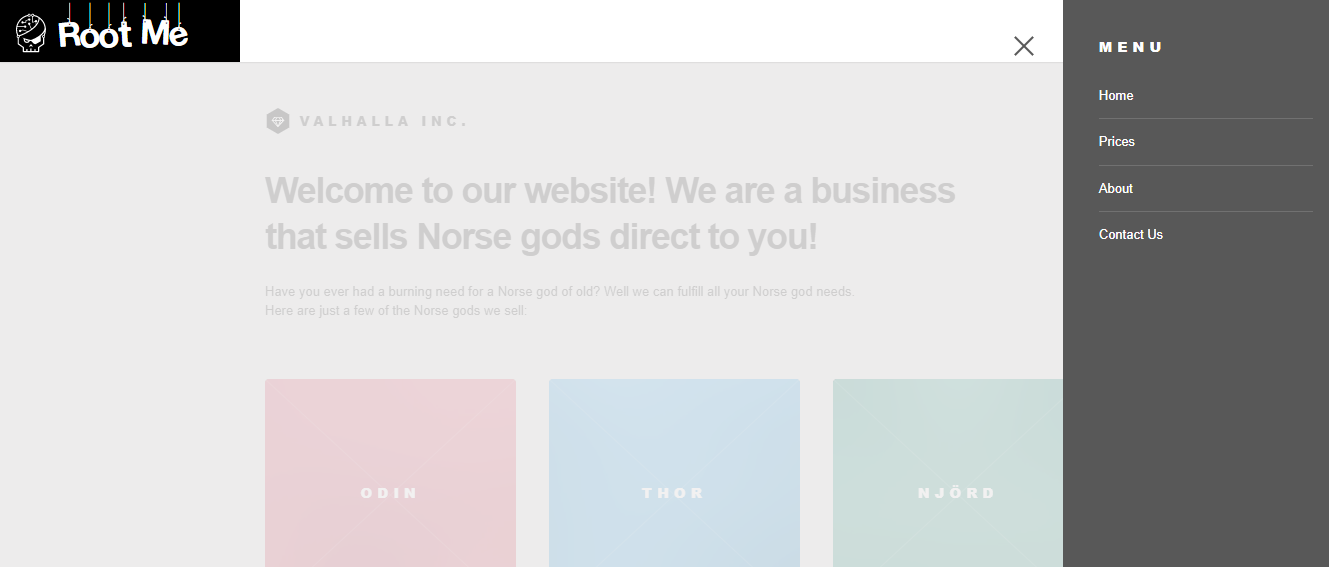 Root Me
MENU
Home
Prices
About
Contact Us
VALHALLA INC.
Welcome to our website! We are a business
that sells Norse gods direct to you!
Have you ever had a burning need for a Norse god of old? Well we can fulfill all your Norse god needs.
Here are just a few of the Norse gods we sell:
ODIN
THOR
NJÖRD